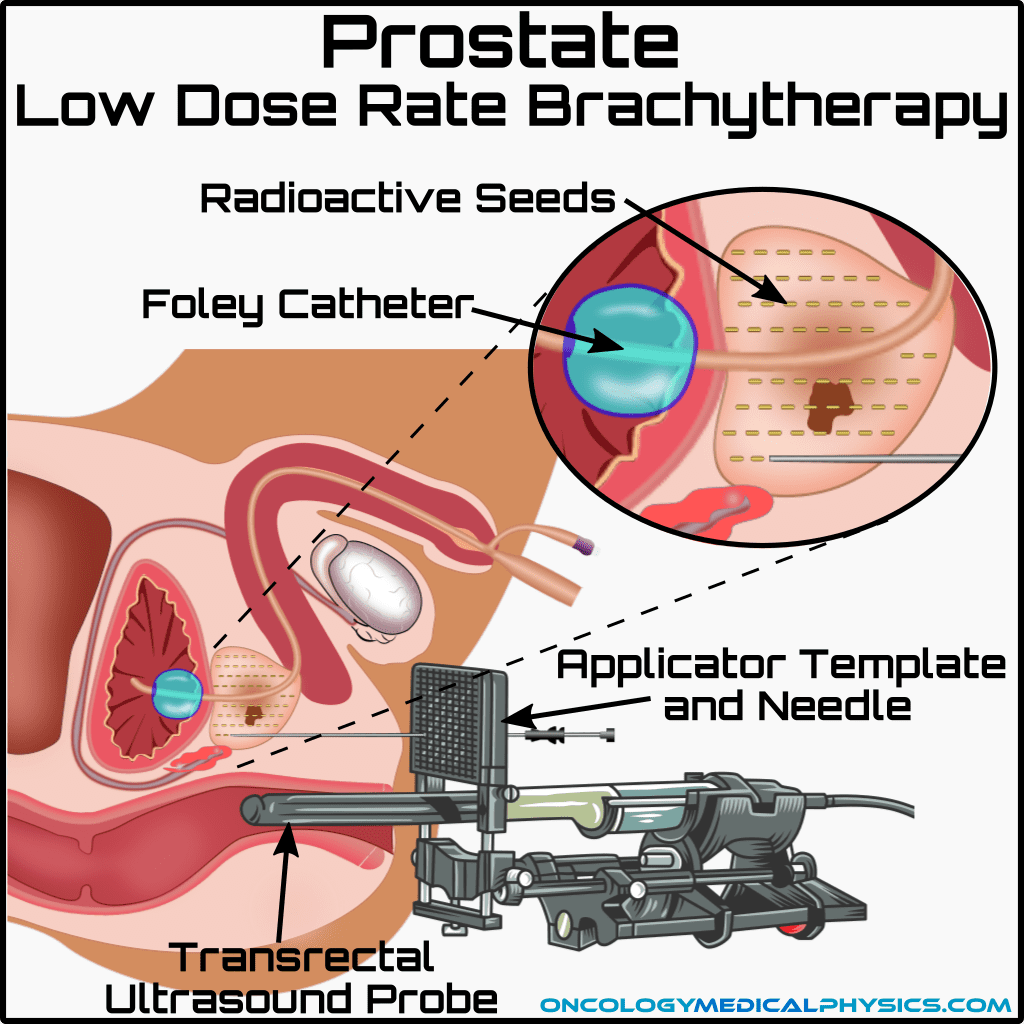 Prostate
Low Dose Rate Brachytherapy
Radioactive Seeds
Foley Catheter
Applicator Template
and Needle
Transrectal
Ultrasound Probe
ONCOLOGYMEDICALPHYSICS.COM